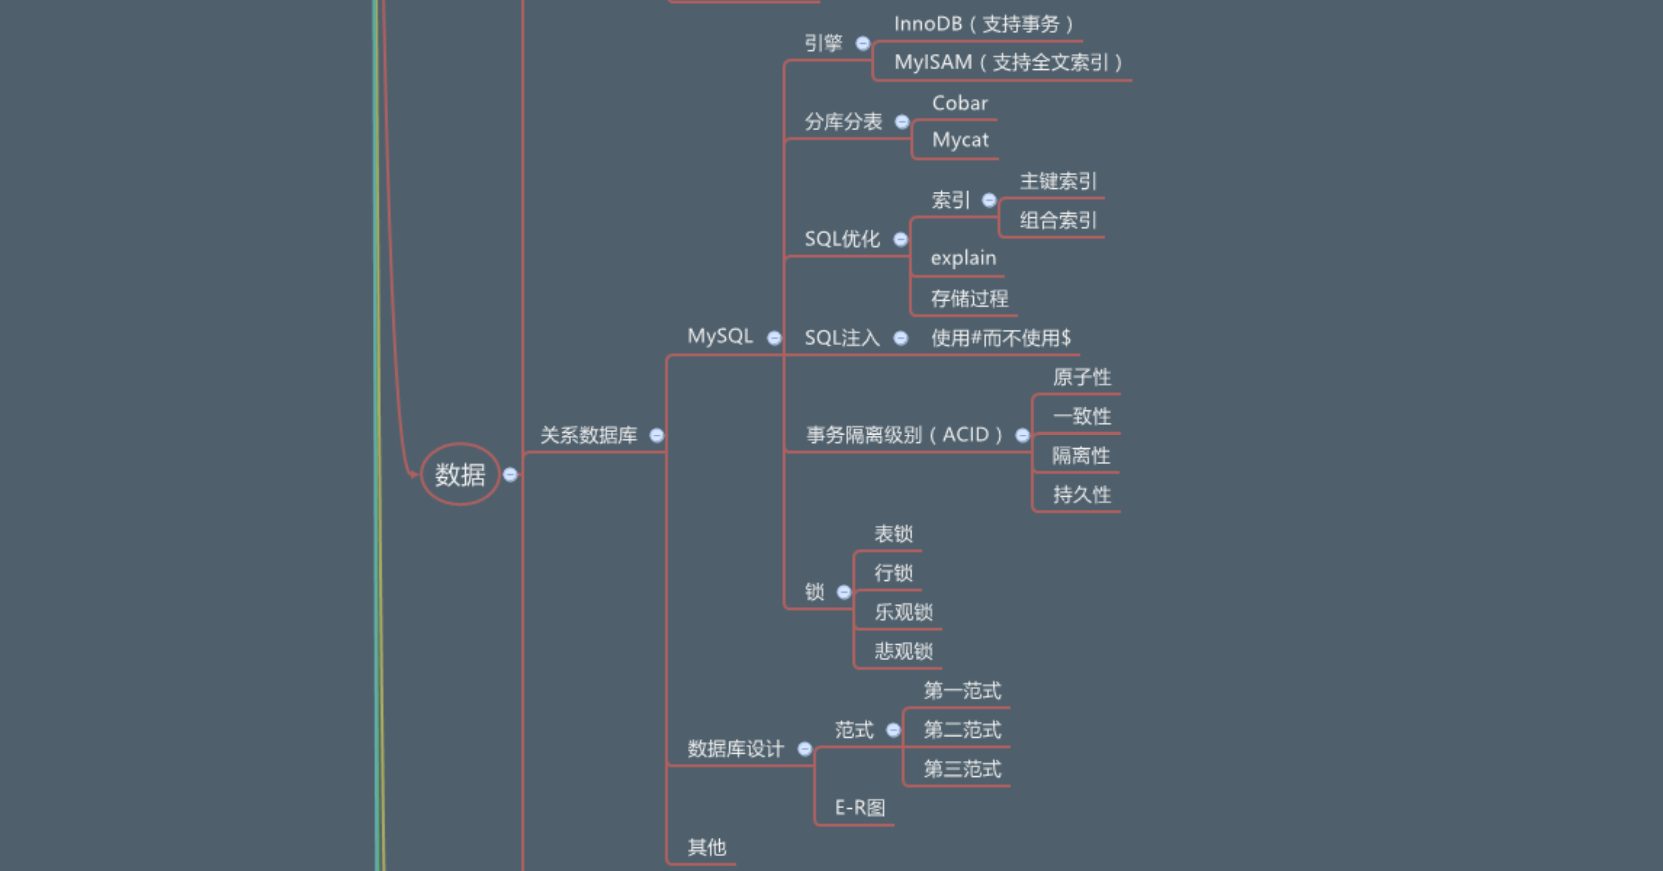 InnoDB（支持事务）
引擎
MyISAM（支持全文索引）
Cobar
分库分表
Mycat
主键索引
索引
组合索引
SQL优化
explain
存储过程
MySQL
SQL注入
使用#而不使用$
原子性
一致性
关系数据库
事务隔离级别（ACID）
隔离性
数据
持久性
表锁
行锁
锁
乐观锁
悲观锁
第一范式
范式
第二范式
数据库设计
第三范式
E-R图
其他